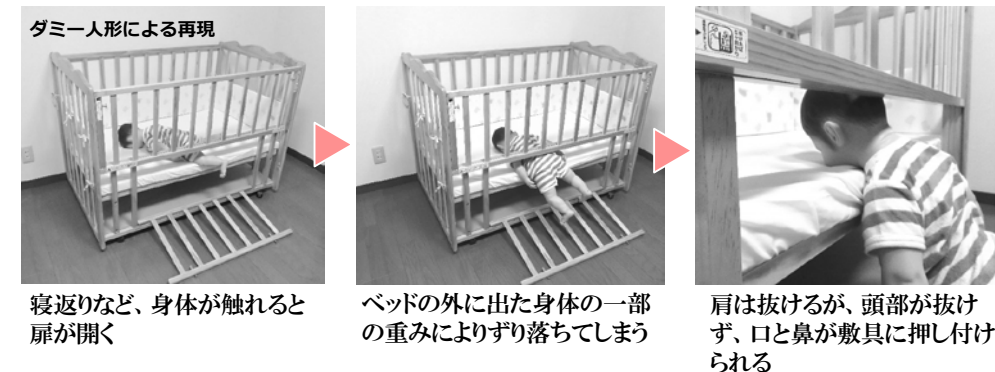 ダミー人形による再現
寝返りなど、身体が触れると
扉が開く
ベッドの外に出た身体の一部
の重みによりずり落ちてしまう
肩は抜けるが、頭部が抜け
ず、口と鼻が敷具に押し付け
られる